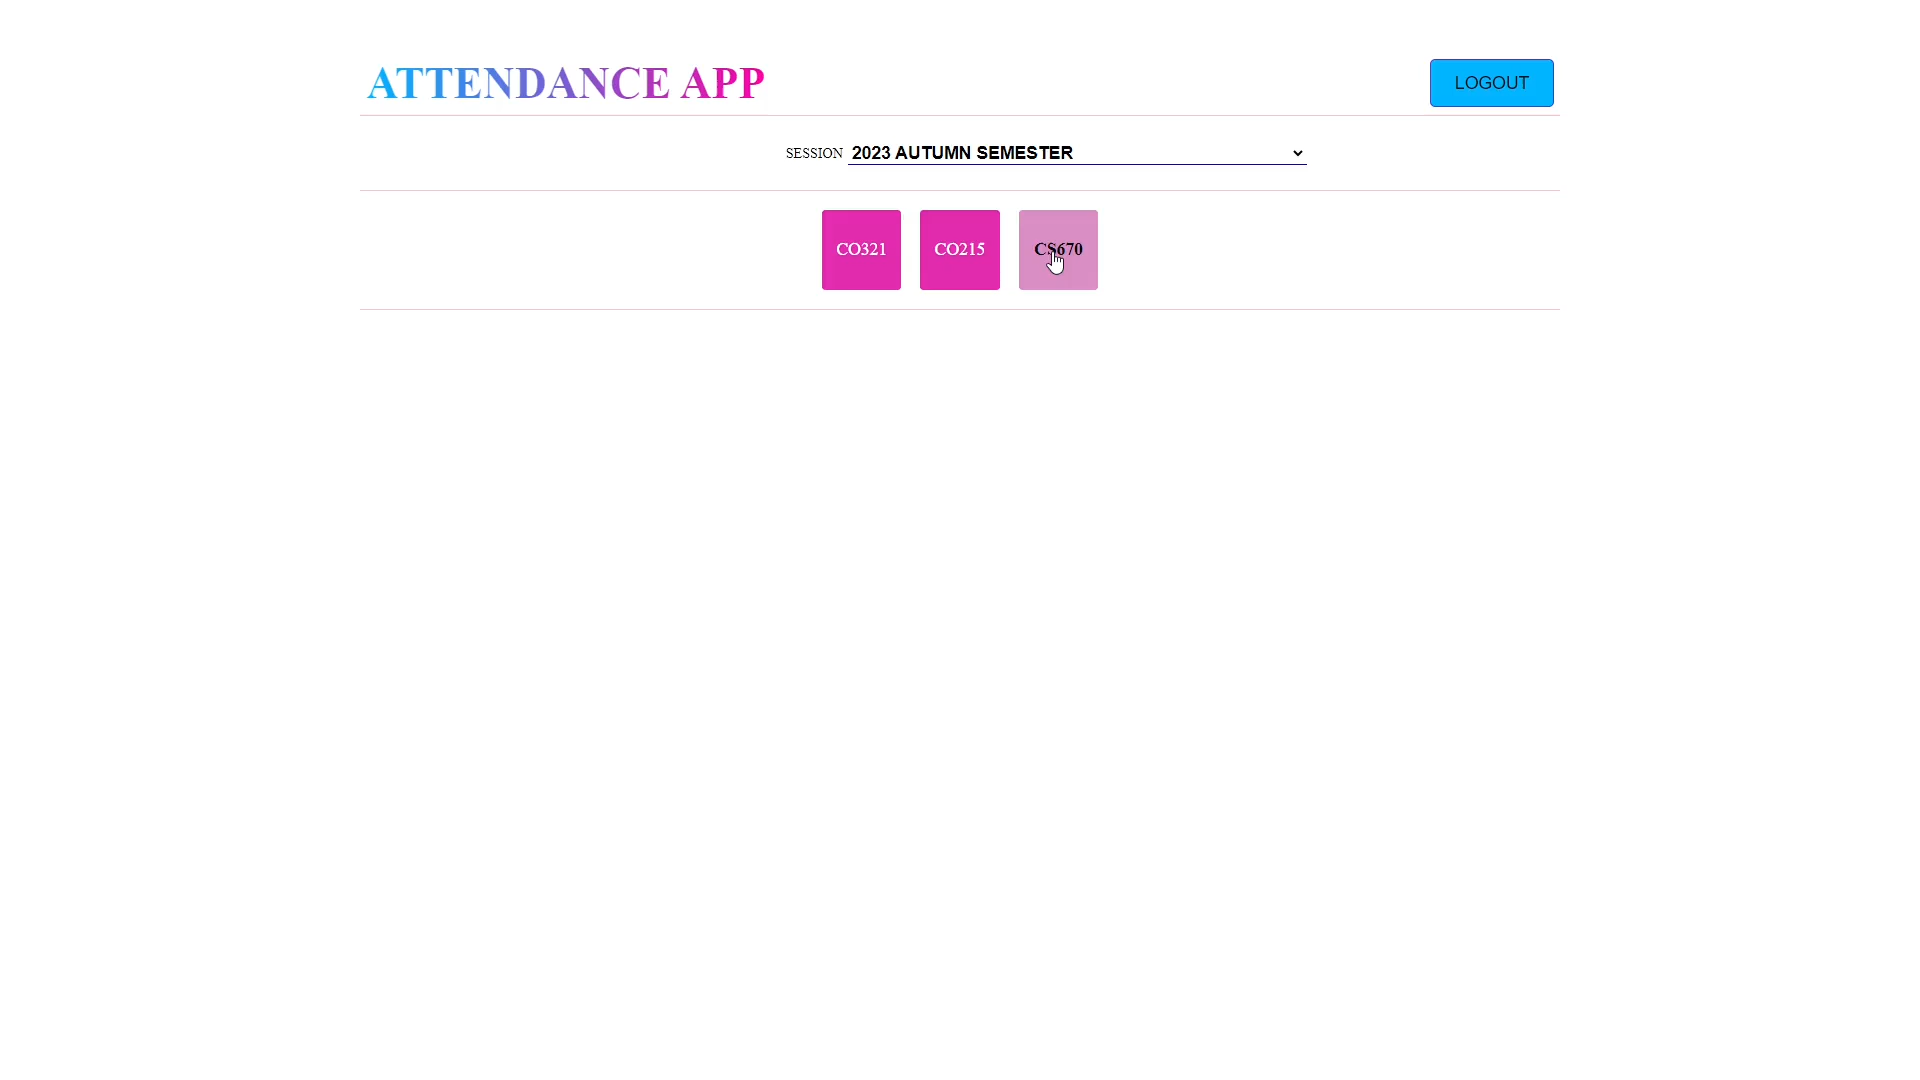 ATTENDANCE APP
LOGOUT
SESSION 2023 AUTUMN SEMESTER
CO321 CO215 CS670